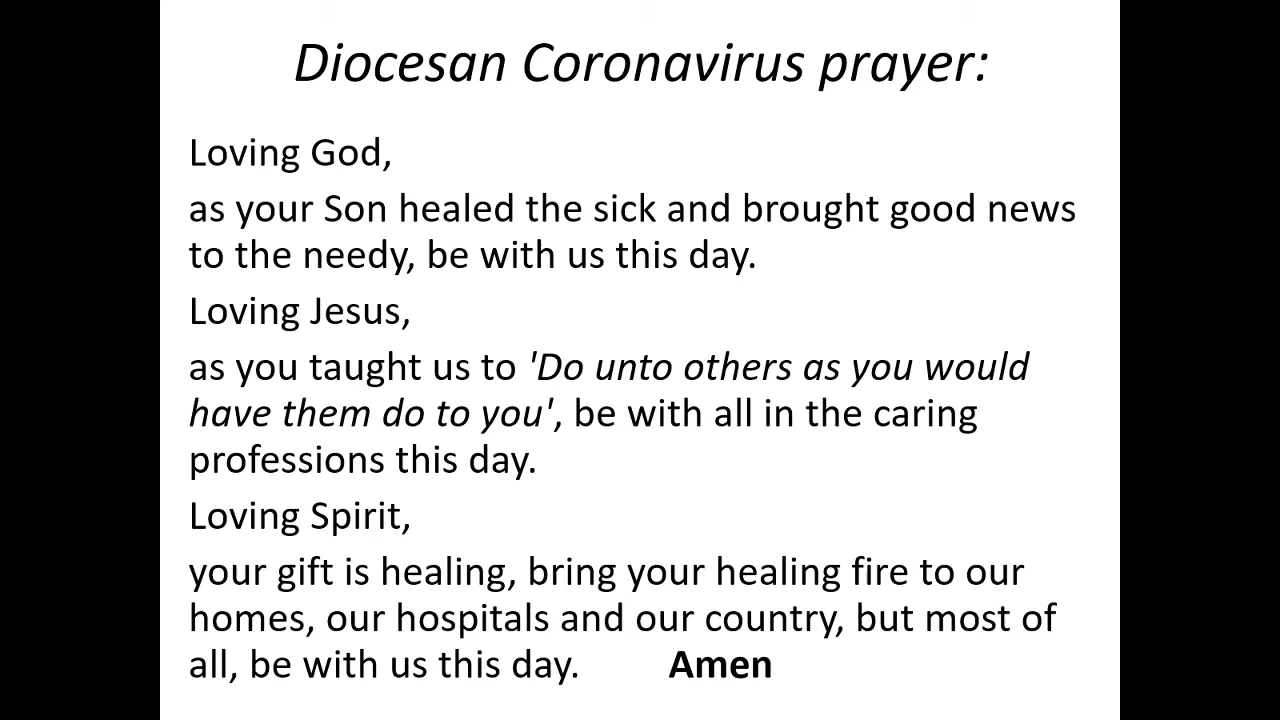 Diocesan Coronavirus prayer:
Loving God,
as your Son healed the sick and brought good news
to the needy, be with us this day.
Loving Jesus,
as you taught us to 'Do unto others as you would
have them do to you', be with all in the caring
professions this day.
Loving Spirit,
your gift is healing, bring your healing fire to our
homes, our hospitals and our country, but most of
all, be with us this day. Amen